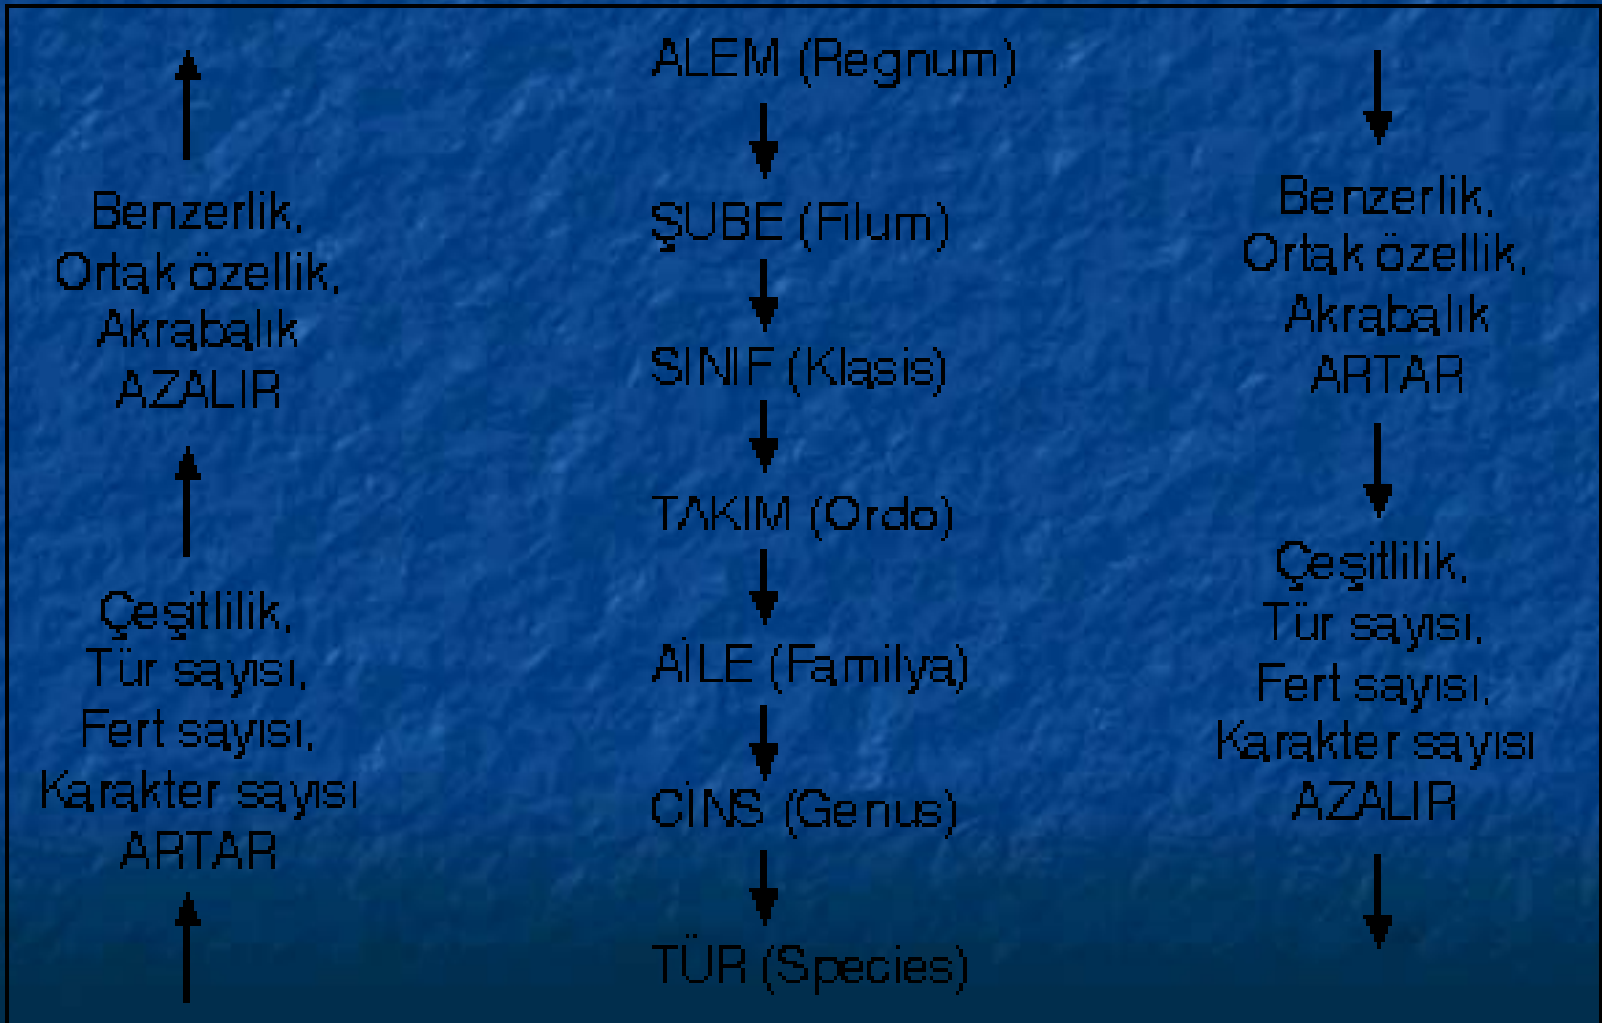 ALEM (Regnum)
ŞUBE (Filum)
SINIF (Klasis)
TAKIM (Ordo)
AİLE (Familya)
CİNS (Genus)
TÜR (Species)
Benzerlik,
Ortak özellik,
Akrabalık
AZALIR
Çeşitlilik,
Tür sayısı,
Fert sayısı,
Karakter sayısı
ARTAR
Benzerlik,
Ortak özellik,
Akrabalık
ARTAR
Çeşitlilik,
Tür sayısı,
Fert sayısı,
Karakter sayısı
AZALIR